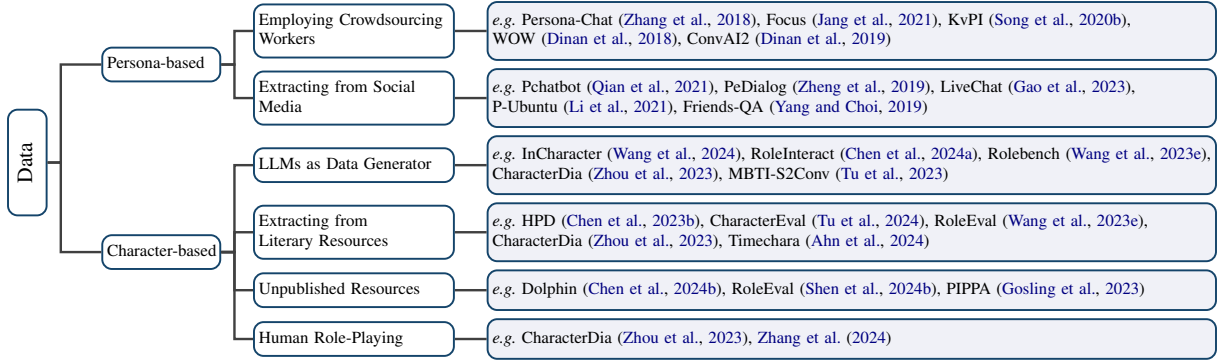 Data
Persona-based
Employing Crowdsourcing
Workers
e.g. Persona-Chat (Zhang et al., 2018), Focus (Jang et al., 2021), KvPI (Song et al., 2020b),
WOW (Dinan et al., 2018), ConvAI2 (Dinan et al., 2019)
Extracting from Social
Media
e.g. Pchatbot (Qian et al., 2021), PeDialog (Zheng et al., 2019), LiveChat (Gao et al., 2023),
P-Ubuntu (Li et al., 2021), Friends-QA (Yang and Choi, 2019)
Character-based
LLMs as Data Generator
e.g. InCharacter (Wang et al., 2024), RoleInteract (Chen et al., 2024a), Rolebench (Wang et al., 2023e),
CharacterDia (Zhou et al., 2023), MBTI-S2Conv (Tu et al., 2023)
Extracting from
Literary Resources
e.g. HPD (Chen et al., 2023b), CharacterEval (Tu et al., 2024), RoleEval (Wang et al., 2023e),
CharacterDia (Zhou et al., 2023), Timechara (Ahn et al., 2024)
Unpublished Resources
e.g. Dolphin (Chen et al., 2024b), RoleEval (Shen et al., 2024b), PIPPA (Gosling et al., 2023)
Human Role-Playing
e.g. CharacterDia (Zhou et al., 2023), Zhang et al. (2024)